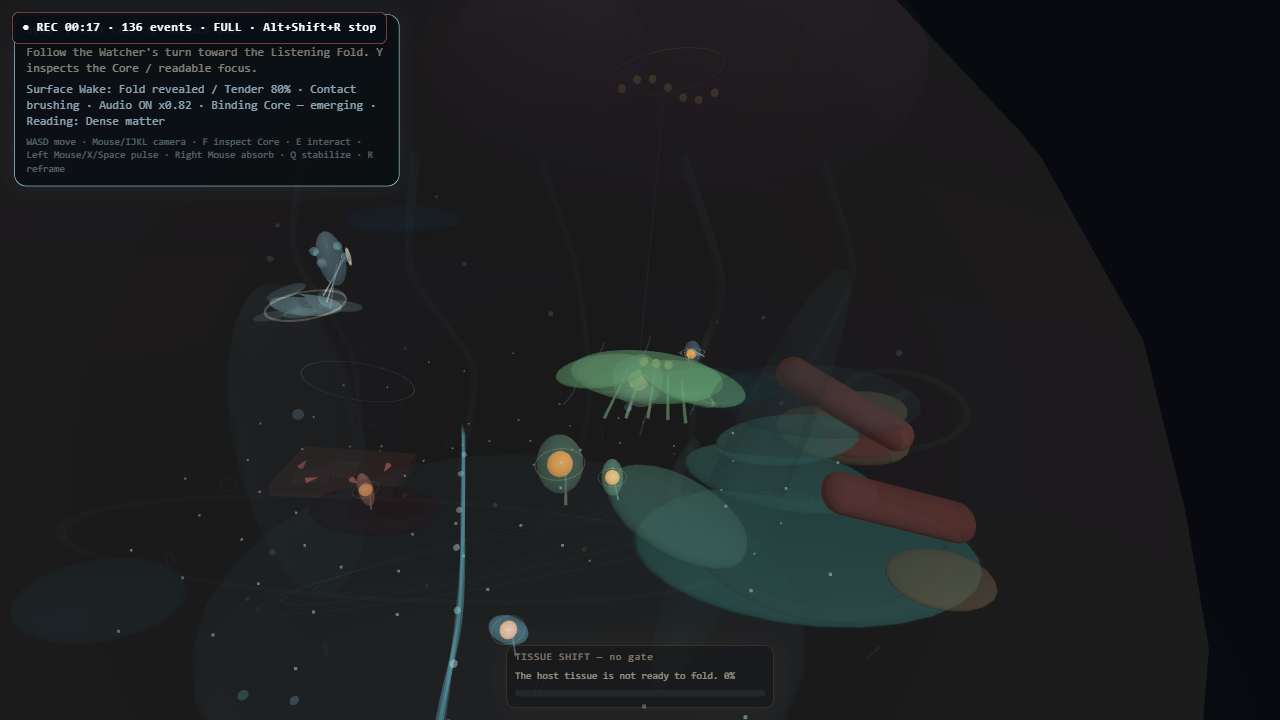 ● REC 00:17 · 136 events · FULL · Alt+Shift+R stop
Follow the Watcher's turn toward the Listening Fold. Y
inspects the Core / readable focus.
Surface Wake: Fold revealed / Tender 80% · Contact
brushing · Audio ON x0.82 · Binding Core — emerging ·
Reading: Dense matter
WASD move · Mouse/IJKL camera · F inspect Core · E interact ·
Left Mouse/X/Space pulse · Right Mouse absorb · Q stabilize · R
reframe
TISSUE SHIFT — no gate
The host tissue is not ready to fold. 0%